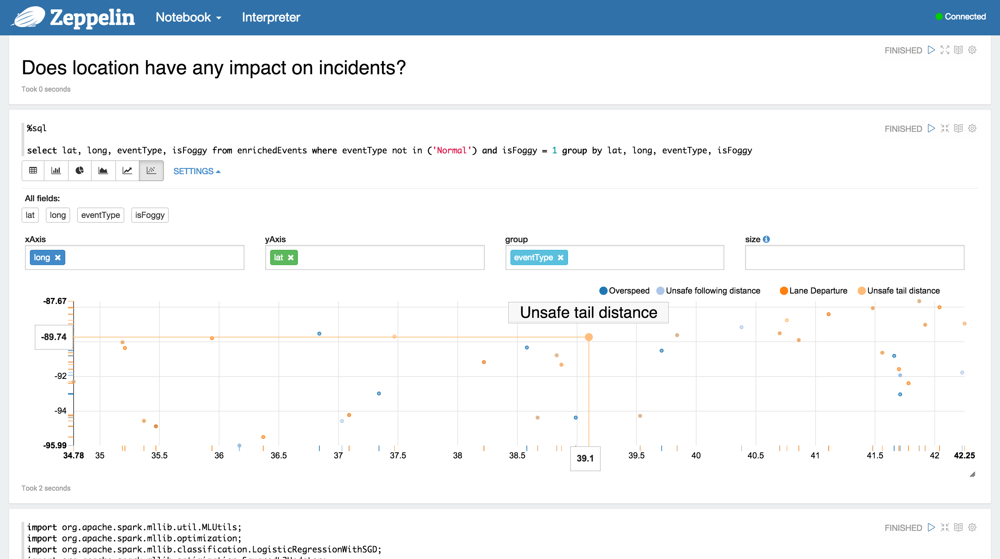 Zeppelin Notebook Interpreter Connected
FINISHED
Does location have any impact on incidents?
Took 0 seconds
%sql
FINISHED
select lat, long, eventType, isFoggy from enrichedEvents where eventType not in ('Normal') and isFoggy = 1 group by lat, long, eventType, isFoggy
SETTINGS
All fields:
lat long eventType isFoggy
xAxis yAxis group size
long lat eventType
Overspeed Unsafe following distance Lane Departure Unsafe tail distance
-87.67
Unsafe tail distance
-89.74
-92
-94
-95.99
34.78 35 35.5 36 36.5 37 37.5 38 38.5 39.1 39.5 40 40.5 41 41.5 42 42.25
Took 2 seconds
FINISHED
import org.apache.spark.mllib.util.MLUtils;
import org.apache.spark.mllib.optimization;
import org.apache.spark.mllib.classification.LogisticRegressionWithSGD;